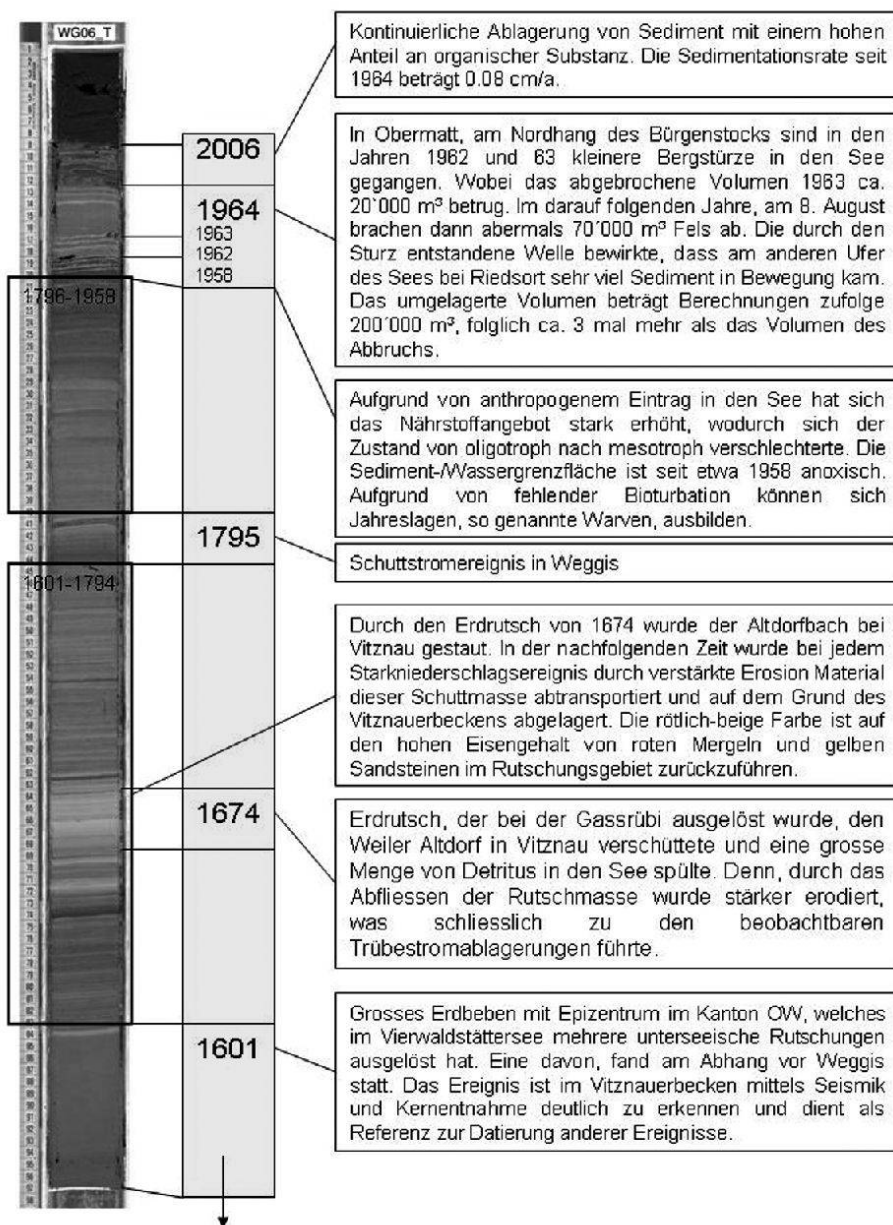 WG06_T
Kontinuierliche Ablagerung von Sediment mit einem hohen
Anteil an organischer Substanz. Die Sedimentationsrate seit
1964 beträgt 0.08 cm/a.
2006
In Obermatt, am Nordhang des Bürgenstocks sind in den
Jahren 1962 und 63 kleinere Bergstürze in den See
gegangen. Wobei das abgebrochene Volumen 1963 ca.
20`000 m³ betrug. Im darauf folgenden Jahre, am 8. August
brachen dann abermals 70`000 m³ Fels ab. Die durch den
Sturz entstandene Welle bewirkte, dass am anderen Ufer
des Sees bei Riedsort sehr viel Sediment in Bewegung kam.
Das umgelagerte Volumen beträgt Berechnungen zufolge
200`000 m³, folglich ca. 3 mal mehr als das Volumen des
Abbruchs.
1964
1963
1962
1958
1796-1958
Aufgrund von anthropogenem Eintrag in den See hat sich
das Nährstoffangebot stark erhöht, wodurch sich der
Zustand von oligotroph nach mesotroph verschlechterte. Die
Sediment-/Wassergrenzfläche ist seit etwa 1958 anoxisch.
Aufgrund von fehlender Bioturbation können sich
Jahreslagen, so genannte Warven, ausbilden.
1795
Schuttstromereignis in Weggis
1601-1794
Durch den Erdrutsch von 1674 wurde der Altdorfbach bei
Vitznau gestaut. In der nachfolgenden Zeit wurde bei jedem
Starkniederschlagsereignis durch verstärkte Erosion Material
dieser Schuttmasse abtransportiert und auf dem Grund des
Vitznauerbeckens abgelagert. Die rötlich-beige Farbe ist auf
den hohen Eisengehalt von roten Mergeln und gelben
Sandsteinen im Rutschungsgebiet zurückzuführen.
1674
Erdrutsch, der bei der Gassrübi ausgelöst wurde, den
Weiler Altdorf in Vitznau verschüttete und eine grosse
Menge von Detritus in den See spülte. Denn, durch das
Abfliessen der Rutschmasse wurde stärker erodiert,
was schliesslich zu den beobachtbaren
Trübestromablagerungen führte.
1601
Grosses Erdbeben mit Epizentrum im Kanton OW, welches
im Vierwaldstättersee mehrere unterseeische Rutschungen
ausgelöst hat. Eine davon, fand am Abhang vor Weggis
statt. Das Ereignis ist im Vitznauerbecken mittels Seismik
und Kernentnahme deutlich zu erkennen und dient als
Referenz zur Datierung anderer Ereignisse.